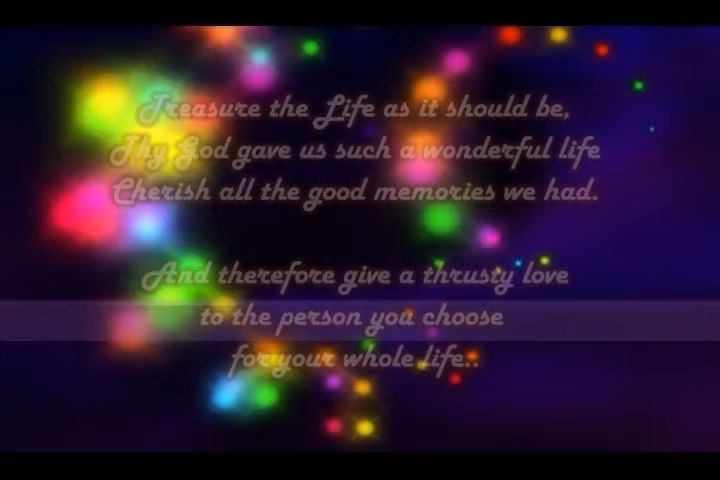 Treasure the Life as it should be,
Thy God gave us such a wonderful life
Cherish all the good memories we had.
And therefore give a thrusty love
to the person you choose
for your whole life..